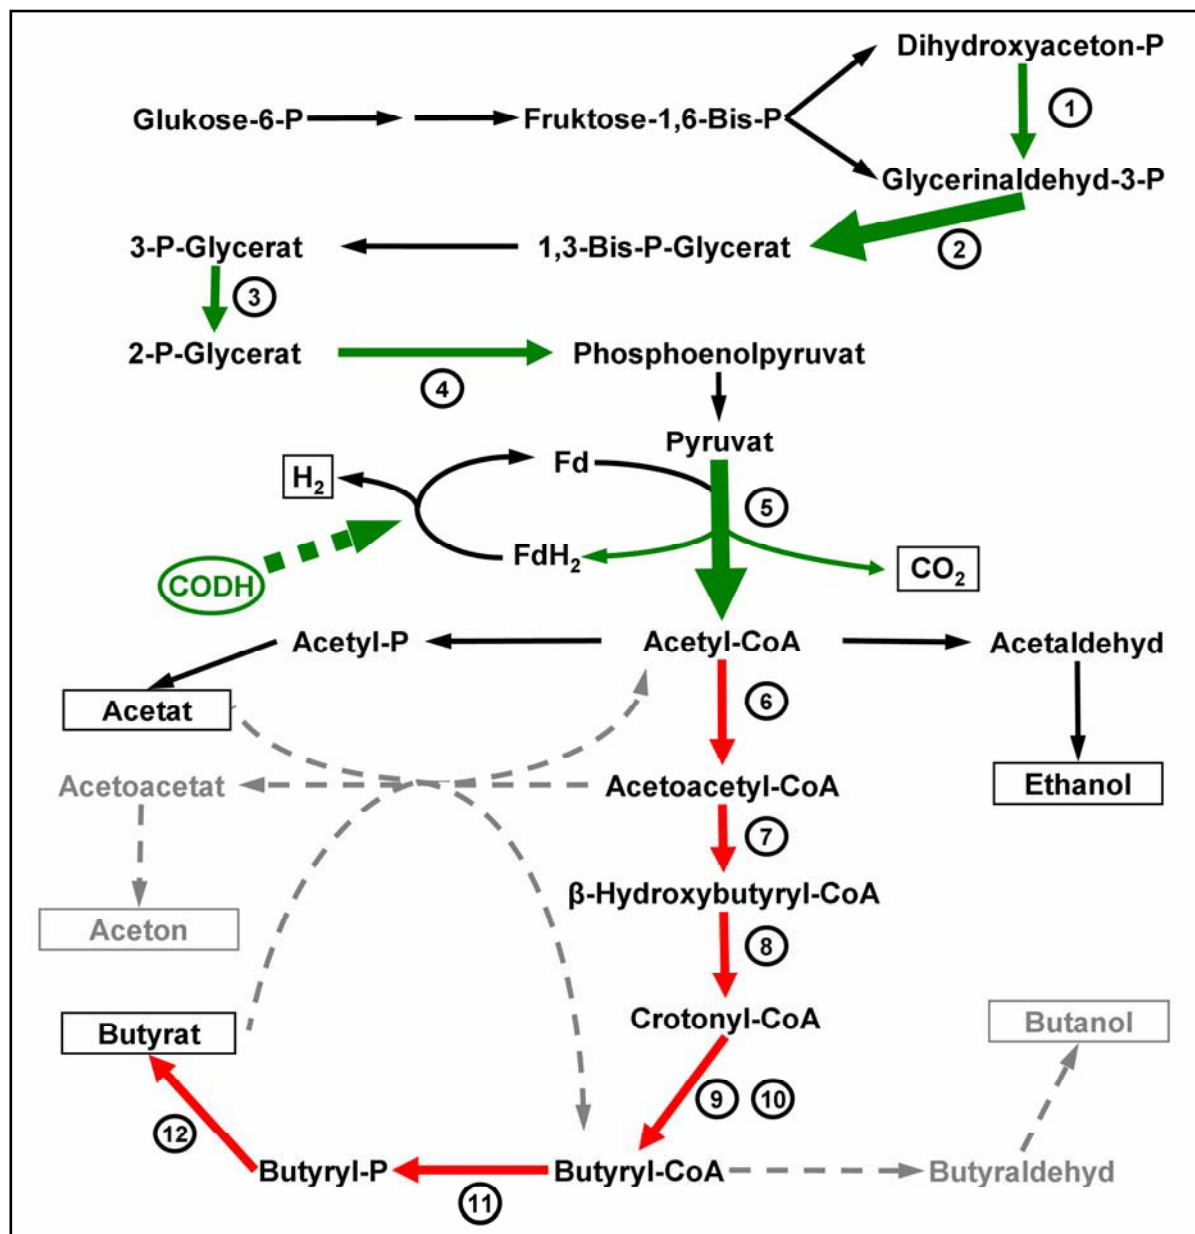 Dihydroxyaceton-P
1
Glukose-6-P
Fruktose-1,6-Bis-P
Glycerinaldehyd-3-P
2
3-P-Glycerat
1,3-Bis-P-Glycerat
3
2-P-Glycerat
Phosphoenolpyruvat
4
Pyruvat
H₂
Fd
5
FdH₂
CO₂
CODH
Acetyl-P
Acetyl-CoA
Acetaldehyd
Acetat
6
Acetoacetat
Acetoacetyl-CoA
Ethanol
7
β-Hydroxybutyryl-CoA
Aceton
8
Butyrat
Crotonyl-CoA
Butanol
9
10
12
Butyryl-P
Butyryl-CoA
Butyraldehyd
11